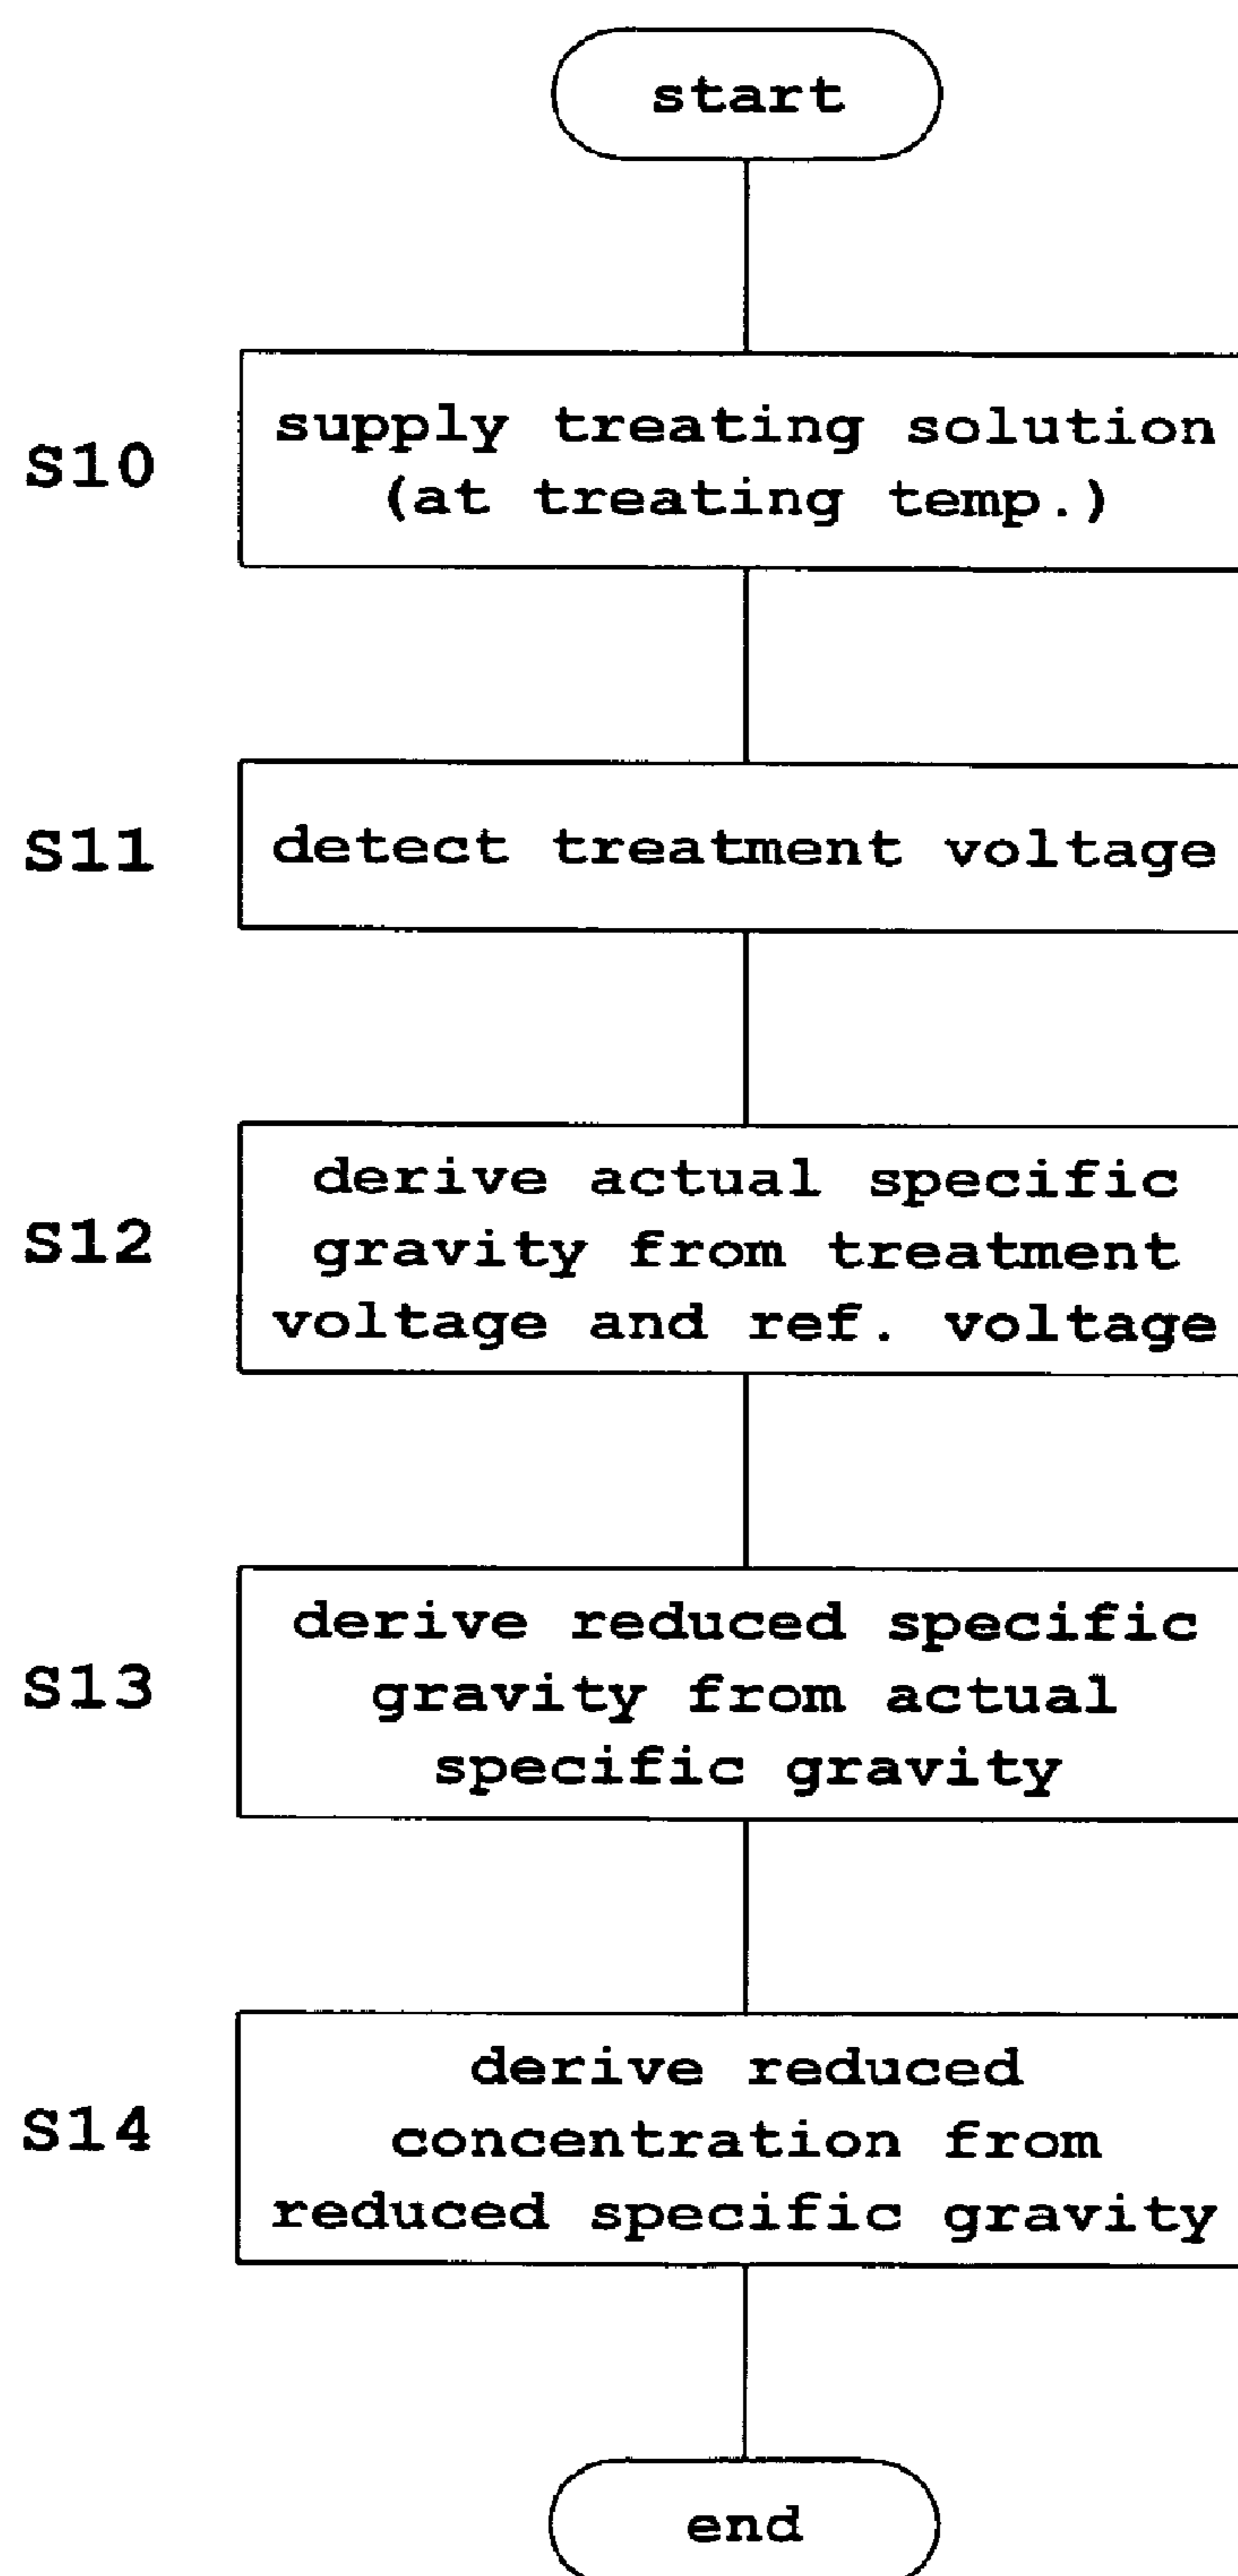 start
S10
supply treating solution
(at treating temp.)
S11
detect treatment voltage
S12
derive actual specific
gravity from treatment
voltage and ref. voltage
S13
derive reduced specific
gravity from actual
specific gravity
S14
derive reduced
concentration from
reduced specific gravity
end